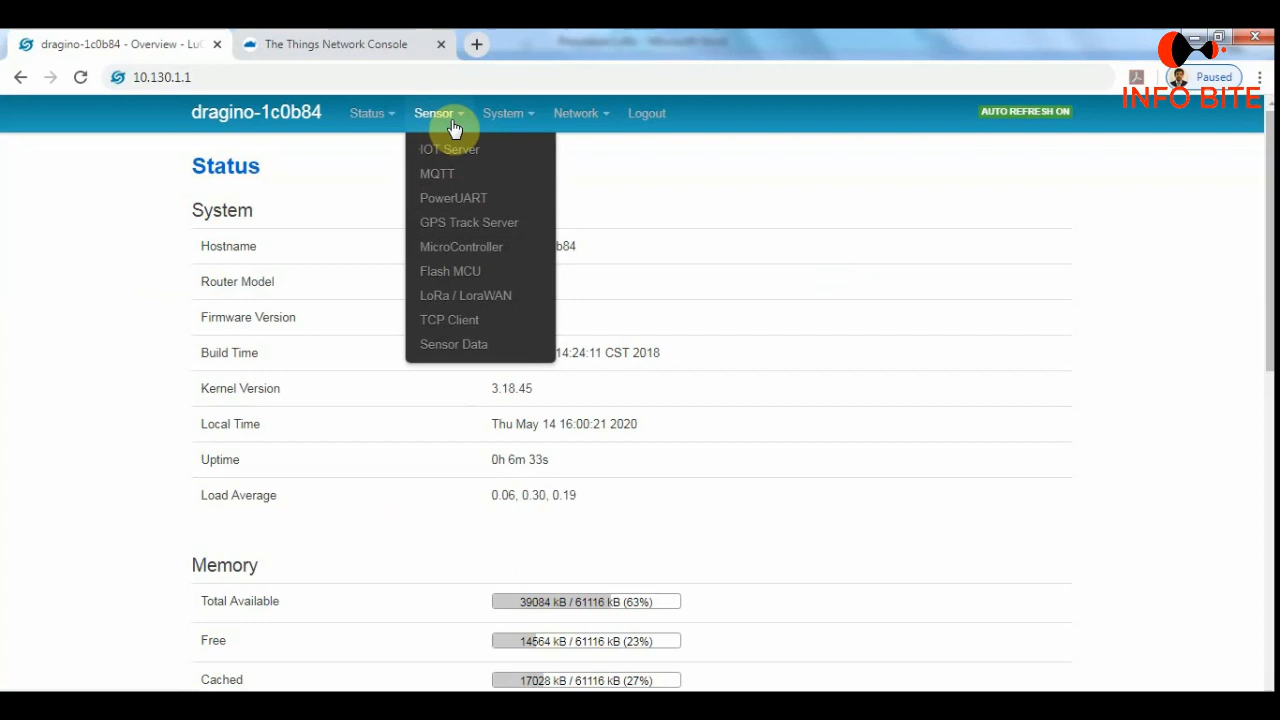 dragino-1c0b84 - Overview - LuC
The Things Network Console
10.130.1.1
Paused
INFO BITE
dragino-1c0b84 Status Sensor System Network Logout AUTO REFRESH ON
IOT Server
MQTT
PowerUART
GPS Track Server
MicroController
Flash MCU
LoRa / LoraWAN
TCP Client
Sensor Data
Status
System
Hostname b84
Router Model
Firmware Version
Build Time 14:24:11 CST 2018
Kernel Version 3.18.45
Local Time Thu May 14 16:00:21 2020
Uptime 0h 6m 33s
Load Average 0.06, 0.30, 0.19
Memory
Total Available 39084 kB / 61116 kB (63%)
Free 14564 kB / 61116 kB (23%)
Cached 17028 kB / 61116 kB (27%)